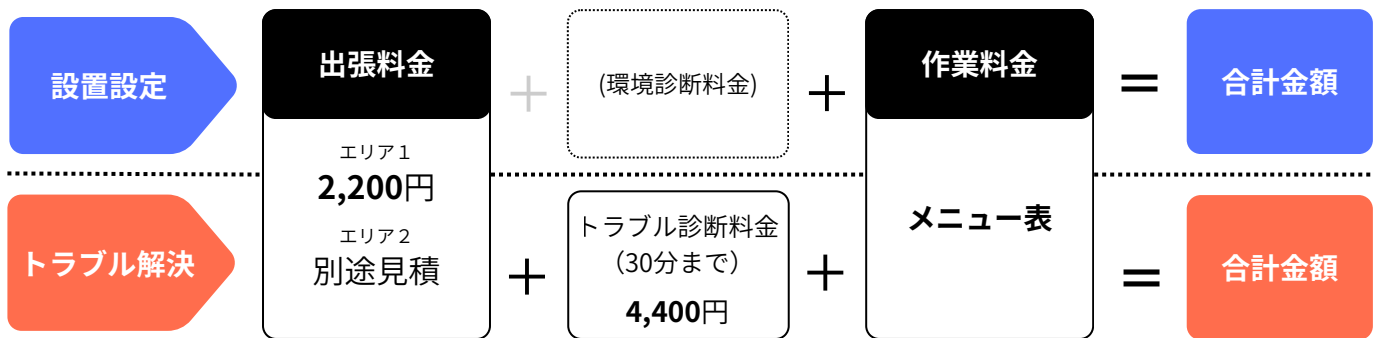 設置設定
出張料金
+
(環境診断料金)
+
作業料金
=
合計金額
エリア１
2,200円
エリア２
別途見積
メニュー表
トラブル解決
+
トラブル診断料金
（30分まで）
4,400円
+
=
合計金額